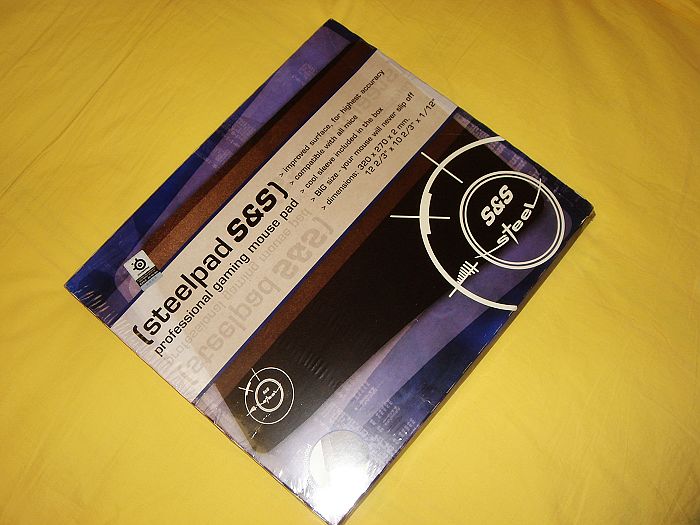 [steelpad S&S]
professional gaming mouse pad
> improved surface, for highest accuracy
> compatible with all mice
> cool sleeve included in the box
> BIG size - your mouse will never slip off
> dimensions: 320 x 270 x 2 mm.
12 2/3" x 10 2/3" x 1/12"
S&S
steel